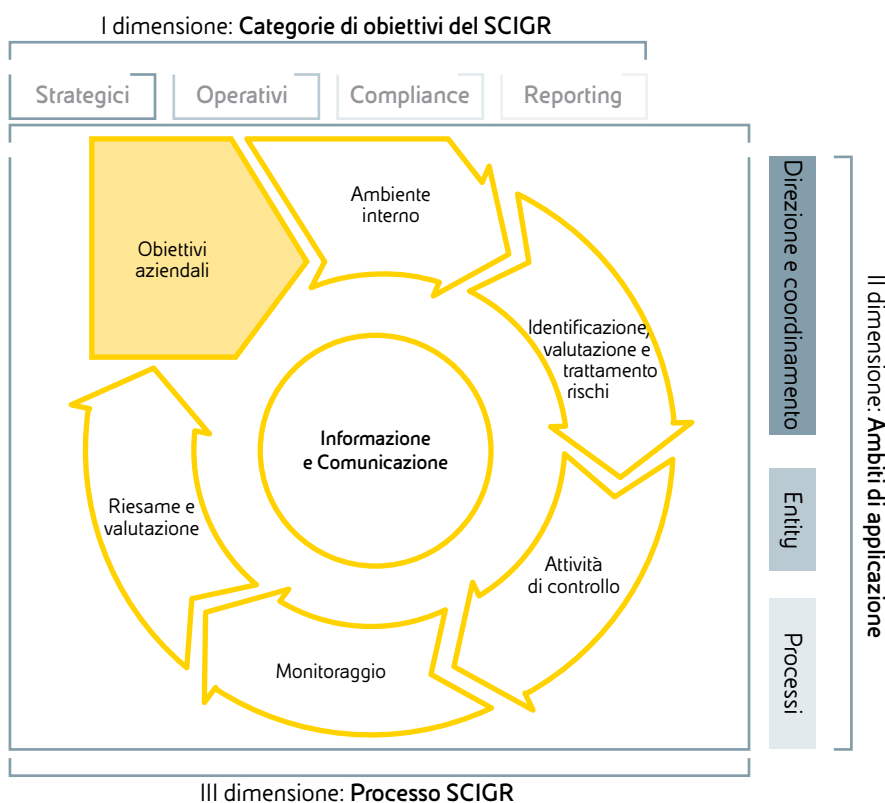 I dimensione: Categorie di obiettivi del SCIGR
Strategici
Operativi
Compliance
Reporting
Obiettivi
aziendali
Ambiente
interno
Identificazione,
valutazione e
trattamento
rischi
Attività
di controllo
Monitoraggio
Riesame e
valutazione
Informazione
e Comunicazione
Direzione e coordinamento
Entity
Processi
II dimensione: Ambiti di applicazione
III dimensione: Processo SCIGR